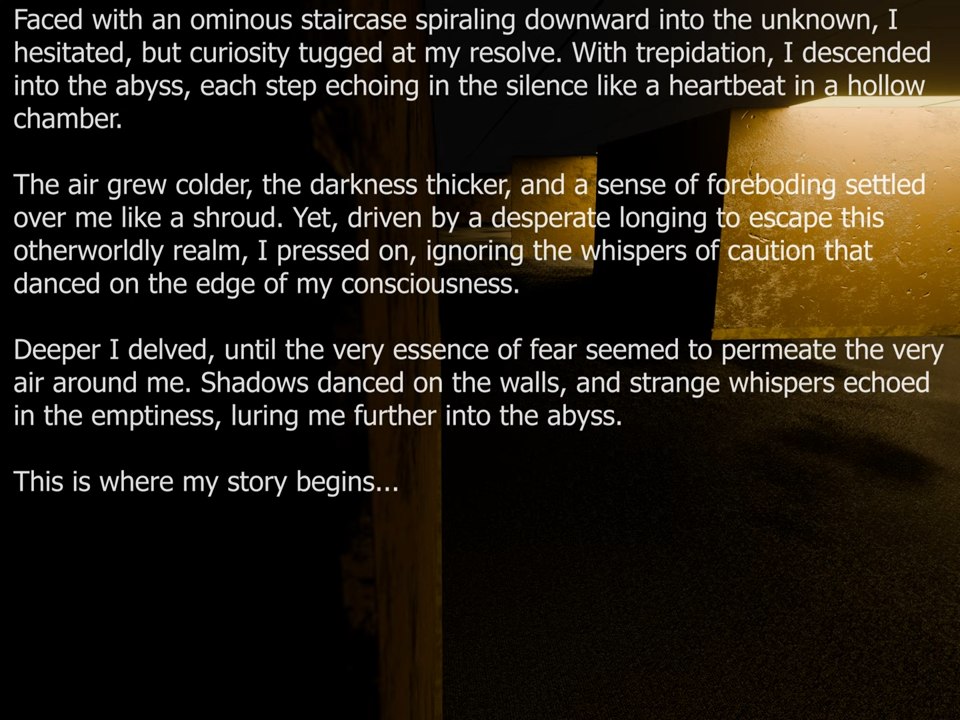 Faced with an ominous staircase spiraling downward into the unknown, I
hesitated, but curiosity tugged at my resolve. With trepidation, I descended
into the abyss, each step echoing in the silence like a heartbeat in a hollow
chamber.
The air grew colder, the darkness thicker, and a sense of foreboding settled
over me like a shroud. Yet, driven by a desperate longing to escape this
otherworldly realm, I pressed on, ignoring the whispers of caution that
danced on the edge of my consciousness.
Deeper I delved, until the very essence of fear seemed to permeate the very
air around me. Shadows danced on the walls, and strange whispers echoed
in the emptiness, luring me further into the abyss.
This is where my story begins...